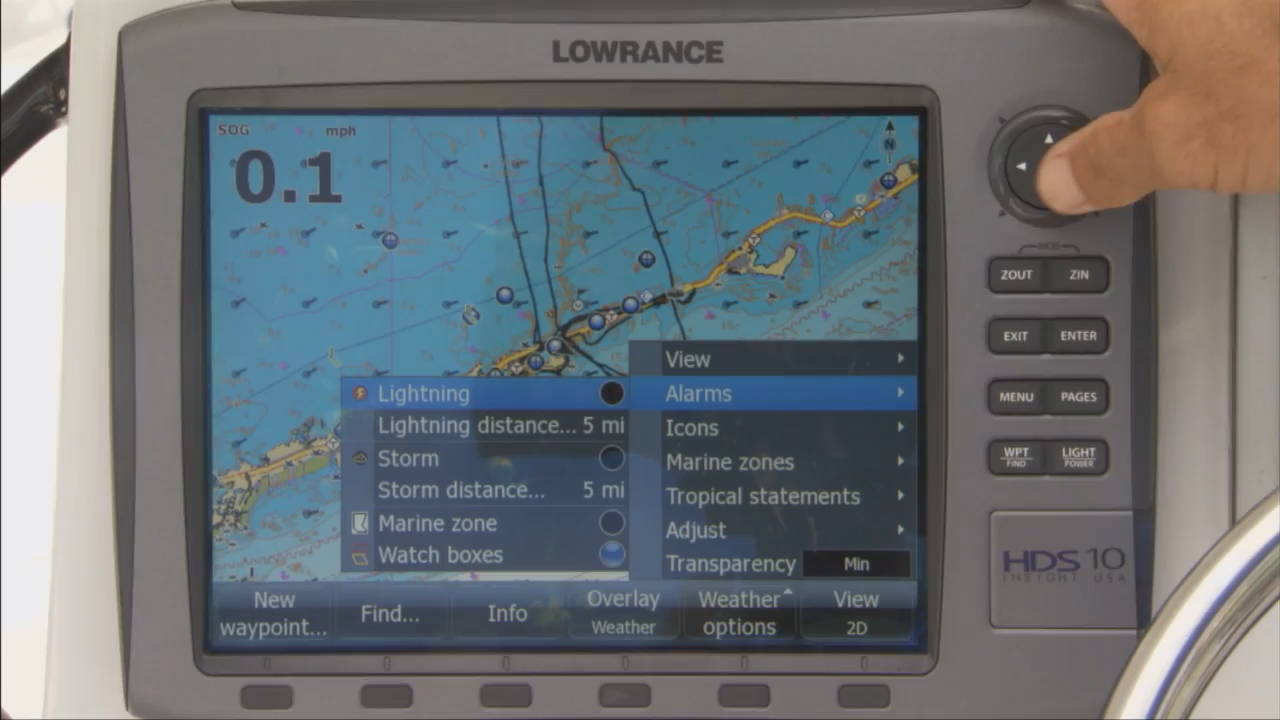 LOWRANCE
SOG mph
0.1
N
ZOUT ZIN
EXIT ENTER
MENU PAGES
WPT LIGHT
FIND POWER
HDS 10
INSIGHT USA
View
Alarms
Icons
Marine zones
Tropical statements
Adjust
Transparency Min
Lightning
Lightning distance... 5 mi
Storm
Storm distance... 5 mi
Marine zone
Watch boxes
New
waypoint...
Find...
Info
Overlay
Weather
Weather
options
View
2D